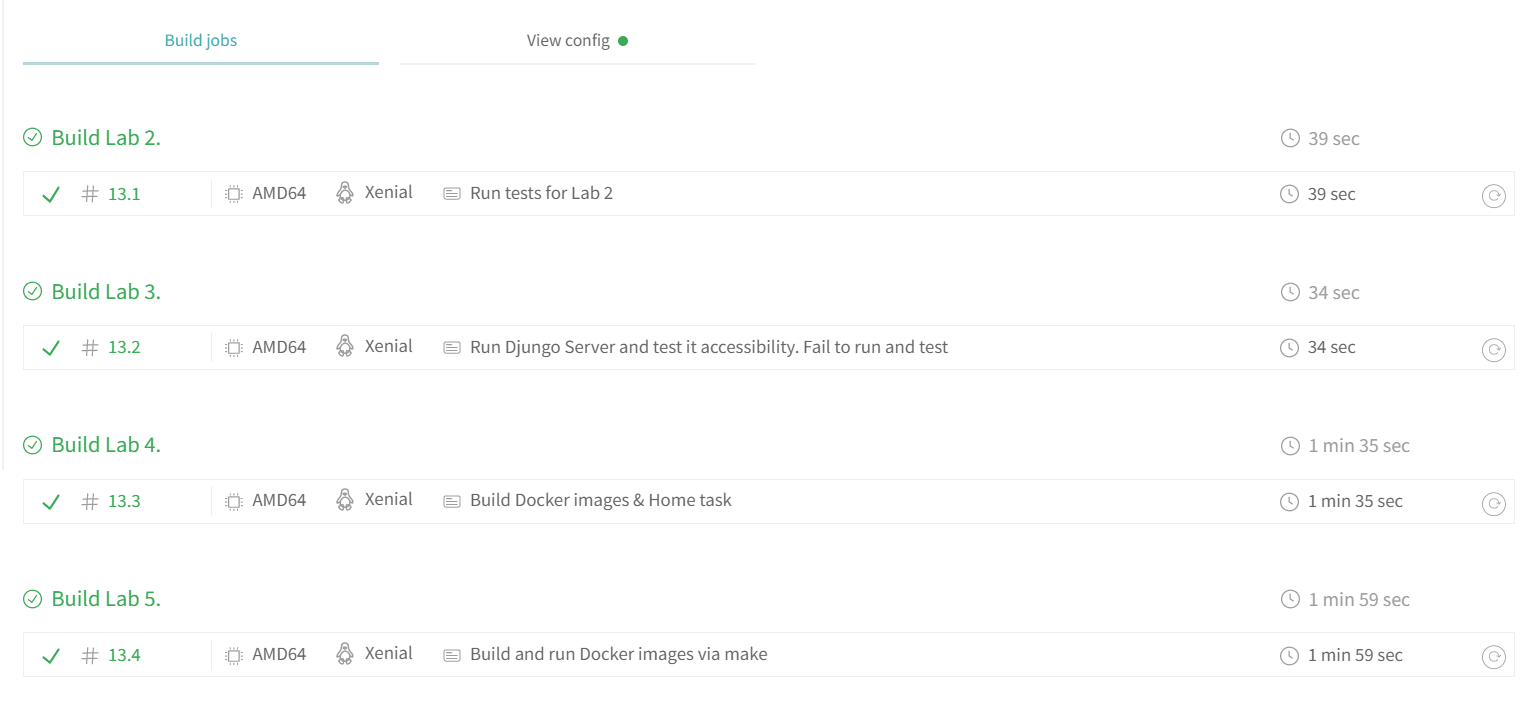 Build jobs View config
Build Lab 2. 39 sec
# 13.1 AMD64 Xenial Run tests for Lab 2 39 sec
Build Lab 3. 34 sec
# 13.2 AMD64 Xenial Run Djungo Server and test it accessibility. Fail to run and test 34 sec
Build Lab 4. 1 min 35 sec
# 13.3 AMD64 Xenial Build Docker images & Home task 1 min 35 sec
Build Lab 5. 1 min 59 sec
# 13.4 AMD64 Xenial Build and run Docker images via make 1 min 59 sec